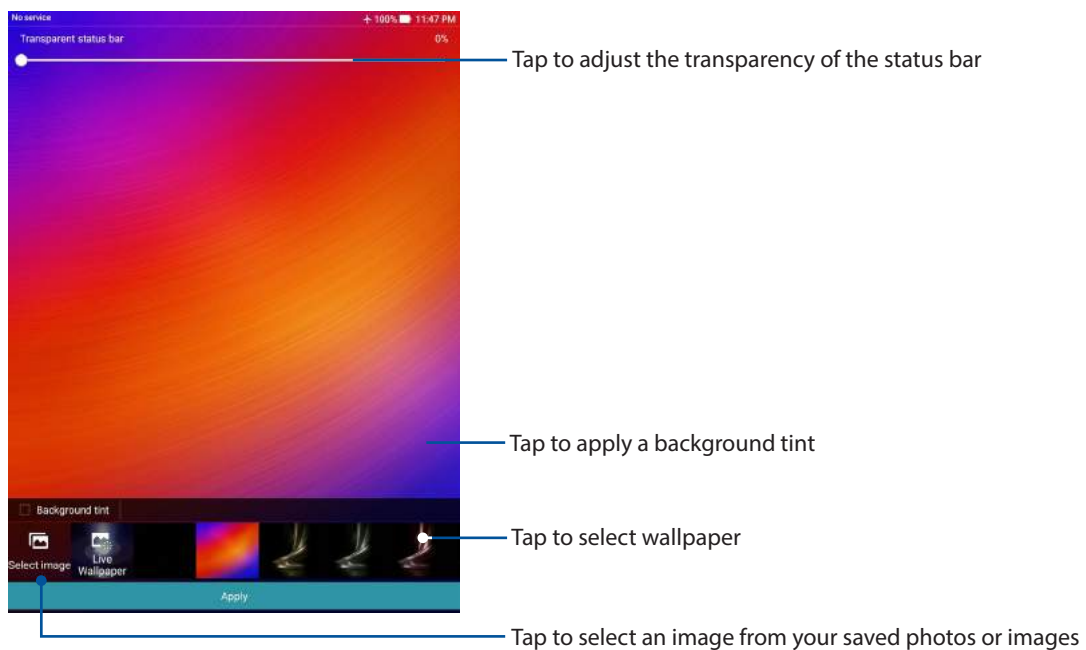 No service
100% 11:47 PM
Transparent status bar
0%
Tap to adjust the transparency of the status bar
Tap to apply a background tint
Background tint
Select image
Live
Wallpaper
Tap to select wallpaper
Apply
Tap to select an image from your saved photos or images